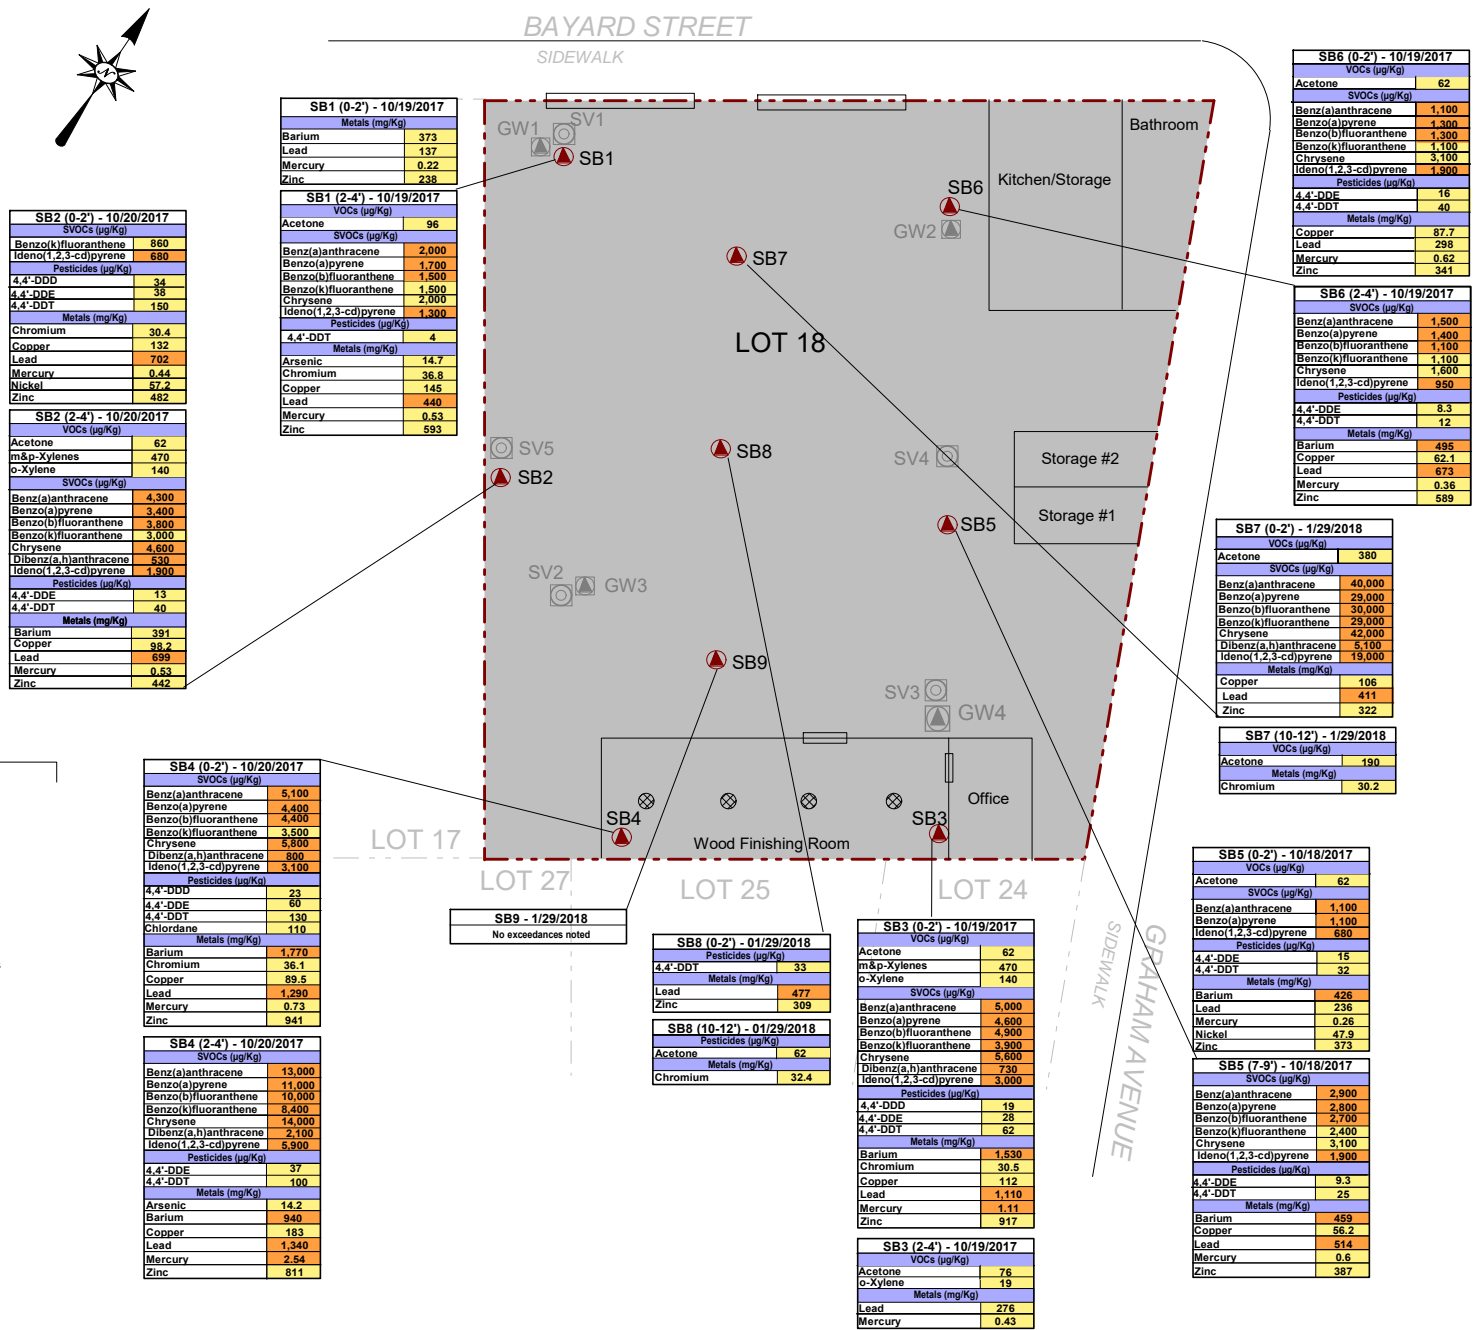 BAYARD STREET
SIDEWALK
N
SB1 (0-2') - 10/19/2017
Metals (mg/Kg)
Barium 373
Lead 137
Mercury 0.22
Zinc 238
SB1 (2-4') - 10/19/2017
VOCs (µg/Kg)
Acetone 96
SVOCs (µg/Kg)
Benz(a)anthracene 2,000
Benzo(a)pyrene 1,700
Benzo(b)fluoranthene 1,500
Benzo(k)fluoranthene 1,500
Chrysene 2,000
Ideno(1,2,3-cd)pyrene 1,300
Pesticides (µg/Kg)
4,4'-DDT 4
Metals (mg/Kg)
Arsenic 14.7
Chromium 36.8
Copper 145
Lead 440
Mercury 0.53
Zinc 593
SB2 (0-2') - 10/20/2017
SVOCs (µg/Kg)
Benzo(k)fluoranthene 860
Ideno(1,2,3-cd)pyrene 680
Pesticides (µg/Kg)
4,4'-DDD 34
4,4'-DDE 38
4,4'-DDT 150
Metals (mg/Kg)
Chromium 30.4
Copper 132
Lead 702
Mercury 0.44
Nickel 57.2
Zinc 482
SB2 (2-4') - 10/20/2017
VOCs (µg/Kg)
Acetone 62
m&p-Xylenes 470
o-Xylene 140
SVOCs (µg/Kg)
Benz(a)anthracene 4,300
Benzo(a)pyrene 3,400
Benzo(b)fluoranthene 3,800
Benzo(k)fluoranthene 3,000
Chrysene 4,600
Dibenz(a,h)anthracene 530
Ideno(1,2,3-cd)pyrene 1,900
Pesticides (µg/Kg)
4,4'-DDE 13
4,4'-DDT 40
Metals (mg/Kg)
Barium 391
Copper 98.2
Lead 699
Mercury 0.53
Zinc 442
GW1
SV1
SB1
SB6
GW2
SB7
Kitchen/Storage
Bathroom
LOT 18
SV5
SB2
SB8
SV4
Storage #2
SB5
Storage #1
SV2
GW3
SB9
SV3
GW4
Office
SB4
SB3
Wood Finishing Room
LOT 17
LOT 27
LOT 25
LOT 24
SIDEWALK
GRAHAM AVENUE
SB6 (0-2') - 10/19/2017
VOCs (µg/Kg)
Acetone 62
SVOCs (µg/Kg)
Benz(a)anthracene 1,100
Benzo(a)pyrene 1,300
Benzo(b)fluoranthene 1,300
Benzo(k)fluoranthene 1,100
Chrysene 3,100
Ideno(1,2,3-cd)pyrene 1,900
Pesticides (µg/Kg)
4,4'-DDE 16
4,4'-DDT 40
Metals (mg/Kg)
Copper 87.7
Lead 298
Mercury 0.62
Zinc 341
SB6 (2-4') - 10/19/2017
SVOCs (µg/Kg)
Benz(a)anthracene 1,500
Benzo(a)pyrene 1,400
Benzo(b)fluoranthene 1,100
Benzo(k)fluoranthene 1,100
Chrysene 1,600
Ideno(1,2,3-cd)pyrene 950
Pesticides (µg/Kg)
4,4'-DDE 8.3
4,4'-DDT 12
Metals (mg/Kg)
Barium 495
Copper 62.1
Lead 673
Mercury 0.36
Zinc 589
SB7 (0-2') - 1/29/2018
VOCs (µg/Kg)
Acetone 380
SVOCs (µg/Kg)
Benz(a)anthracene 40,000
Benzo(a)pyrene 29,000
Benzo(b)fluoranthene 30,000
Benzo(k)fluoranthene 29,000
Chrysene 42,000
Dibenz(a,h)anthracene 5,100
Ideno(1,2,3-cd)pyrene 19,000
Metals (mg/Kg)
Copper 106
Lead 411
Zinc 322
SB7 (10-12') - 1/29/2018
VOCs (µg/Kg)
Acetone 190
Metals (mg/Kg)
Chromium 30.2
SB4 (0-2') - 10/20/2017
SVOCs (µg/Kg)
Benz(a)anthracene 5,100
Benzo(a)pyrene 4,400
Benzo(b)fluoranthene 4,400
Benzo(k)fluoranthene 3,500
Chrysene 5,800
Dibenz(a,h)anthracene 800
Ideno(1,2,3-cd)pyrene 3,100
Pesticides (µg/Kg)
4,4'-DDD 23
4,4'-DDE 60
4,4'-DDT 130
Chlordane 110
Metals (mg/Kg)
Barium 1,770
Chromium 36.1
Copper 89.5
Lead 1,290
Mercury 0.73
Zinc 941
SB4 (2-4') - 10/20/2017
SVOCs (µg/Kg)
Benz(a)anthracene 13,000
Benzo(a)pyrene 11,000
Benzo(b)fluoranthene 10,000
Benzo(k)fluoranthene 8,400
Chrysene 14,000
Dibenz(a,h)anthracene 2,100
Ideno(1,2,3-cd)pyrene 5,900
Pesticides (µg/Kg)
4,4'-DDE 37
4,4'-DDT 100
Metals (mg/Kg)
Arsenic 14.2
Barium 940
Copper 183
Lead 1,340
Mercury 2.54
Zinc 811
SB9 - 1/29/2018
No exceedances noted
SB8 (0-2') - 01/29/2018
Pesticides (µg/Kg)
4,4'-DDT 33
Metals (mg/Kg)
Lead 477
Zinc 309
SB8 (10-12') - 01/29/2018
Pesticides (µg/Kg)
Acetone 62
Metals (mg/Kg)
Chromium 32.4
SB3 (0-2') - 10/19/2017
VOCs (µg/Kg)
Acetone 62
m&p-Xylenes 470
o-Xylene 140
SVOCs (µg/Kg)
Benz(a)anthracene 5,000
Benzo(a)pyrene 4,600
Benzo(b)fluoranthene 4,900
Benzo(k)fluoranthene 3,900
Chrysene 5,600
Dibenz(a,h)anthracene 730
Ideno(1,2,3-cd)pyrene 3,000
Pesticides (µg/Kg)
4,4'-DDD 19
4,4'-DDE 28
4,4'-DDT 62
Metals (mg/Kg)
Barium 1,530
Chromium 30.5
Copper 112
Lead 1,110
Mercury 1.11
Zinc 917
SB3 (2-4') - 10/19/2017
VOCs (µg/Kg)
Acetone 76
o-Xylene 19
Metals (mg/Kg)
Lead 276
Mercury 0.43
SB5 (0-2') - 10/18/2017
VOCs (µg/Kg)
Acetone 62
SVOCs (µg/Kg)
Benz(a)anthracene 1,100
Benzo(a)pyrene 1,100
Ideno(1,2,3-cd)pyrene 680
Pesticides (µg/Kg)
4,4'-DDE 15
4,4'-DDT 32
Metals (mg/Kg)
Barium 426
Lead 236
Mercury 0.26
Nickel 47.9
Zinc 373
SB5 (7-9') - 10/18/2017
SVOCs (µg/Kg)
Benz(a)anthracene 2,900
Benzo(a)pyrene 2,800
Benzo(b)fluoranthene 2,700
Benzo(k)fluoranthene 2,400
Chrysene 3,100
Ideno(1,2,3-cd)pyrene 1,900
Pesticides (µg/Kg)
4,4'-DDE 9.3
4,4'-DDT 25
Metals (mg/Kg)
Barium 459
Copper 56.2
Lead 514
Mercury 0.6
Zinc 387